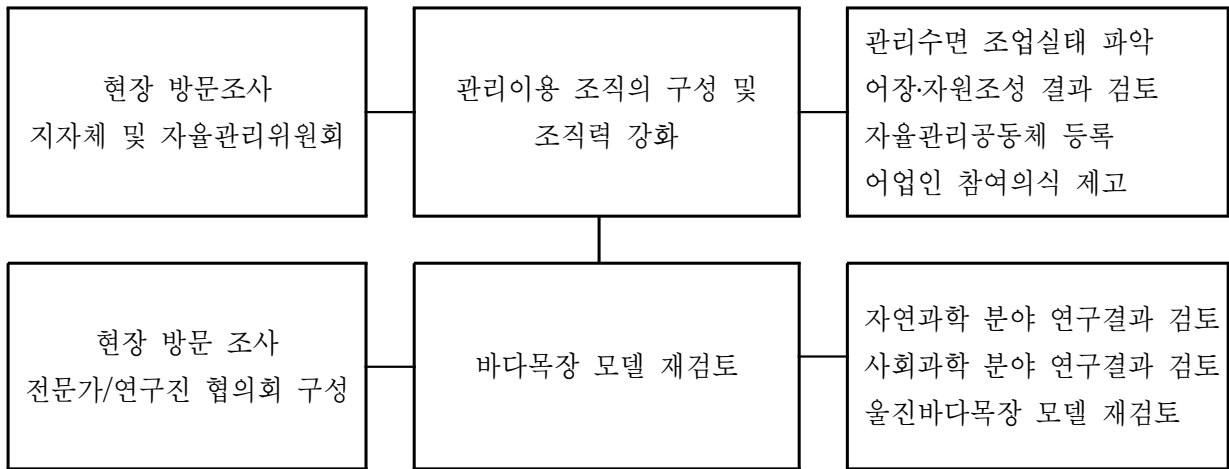 현장 방문조사
지자체 및 자율관리위원회
관리이용 조직의 구성 및
조직력 강화
관리수면 조업실태 파악
어장·자원조성 결과 검토
자율관리공동체 등록
어업인 참여의식 제고
현장 방문 조사
전문가/연구진 협의회 구성
바다목장 모델 재검토
자연과학 분야 연구결과 검토
사회과학 분야 연구결과 검토
울진바다목장 모델 재검토